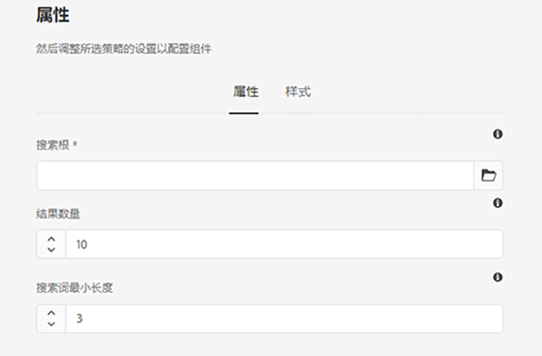 属性
然后调整所选策略的设置以配置组件
属性 样式
搜索根 *
结果数量
10
搜索词最小长度
3